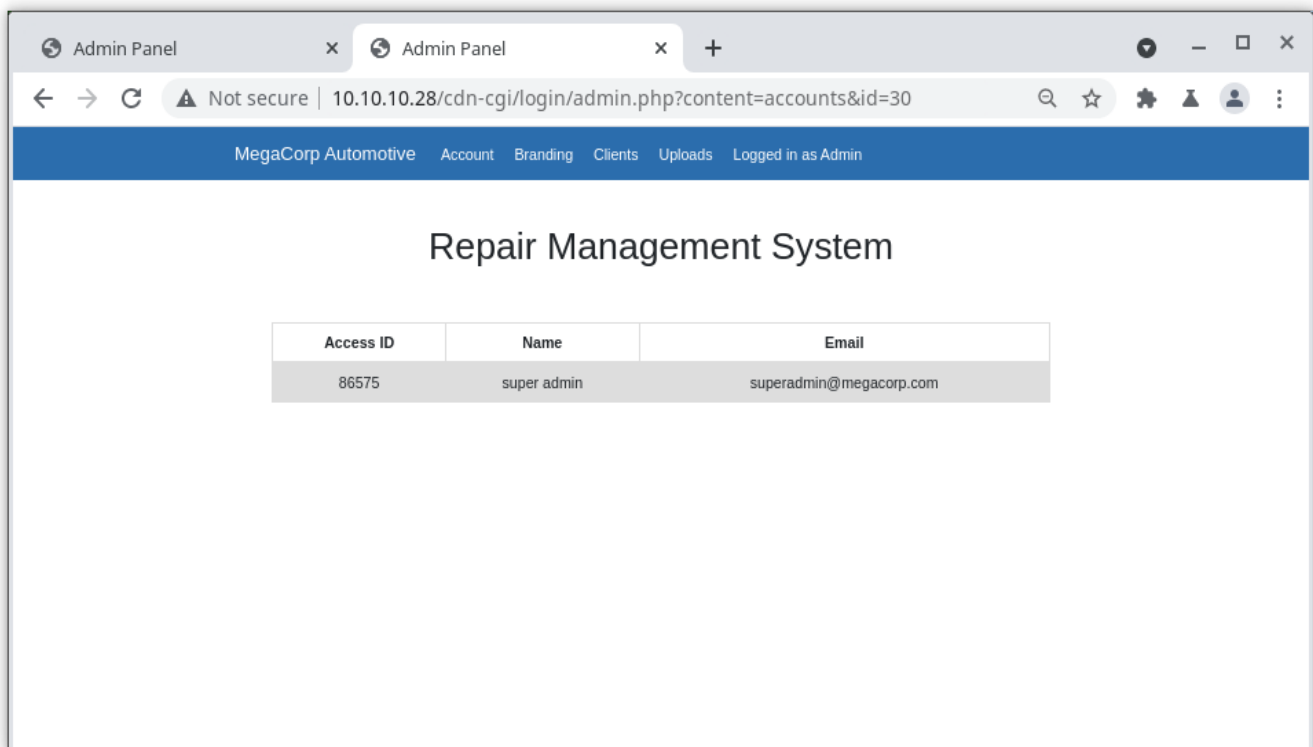 Admin Panel Admin Panel
Not secure 10.10.10.28/cdn-cgi/login/admin.php?content=accounts&id=30
MegaCorp Automotive Account Branding Clients Uploads Logged in as Admin
Repair Management System
Access ID Name Email
86575 super admin superadmin@megacorp.com